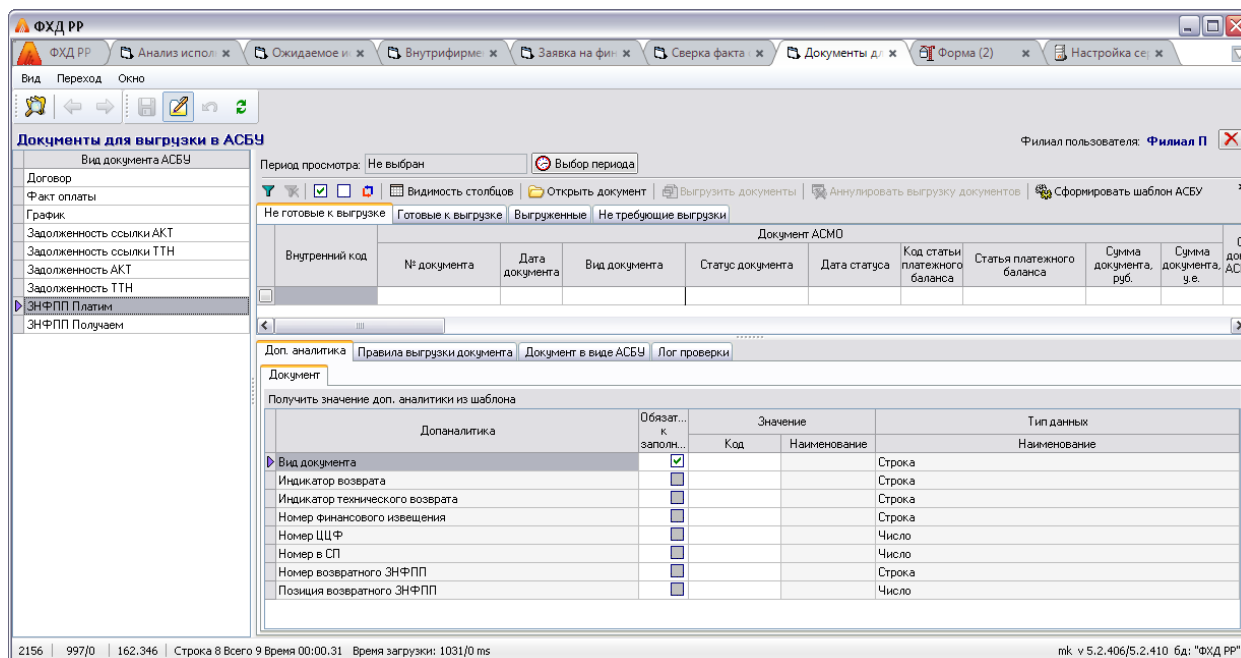 ФХД РР
ФХД РР Анализ испол Ожидаемое и Внутрифирме Заявка на фин Сверка факта Документы дл Форма (2) Настройка сер
Вид Переход Окно
Документы для выгрузки в АСБУ Филиал пользователя: Филиал П
Вид документа АСБУ
Договор
Факт оплаты
График
Задолженность ссылки АКТ
Задолженность ссылки ТТН
Задолженность АКТ
Задолженность ТТН
ЗНФПП Платим
ЗНФПП Получаем
Период просмотра: Не выбран Выбор периода
Видимость столбцов Открыть документ Выгрузить документы Аннулировать выгрузку документов Сформировать шаблон АСБУ
Не готовые к выгрузке Готовые к выгрузке Выгруженные Не требующие выгрузки
Документ АСМО
Внутренний код № документа Дата документа Вид документа Статус документа Дата статуса Код статьи платежного баланса Статья платежного баланса Сумма документа, руб. Сумма документа, у.е.
Доп. аналитика Правила выгрузки документа Документ в виде АСБУ Лог проверки
Документ
Получить значение доп. аналитики из шаблона
Допаналитика Обязат... к заполн... Значение Тип данных
Код Наименование Наименование
Вид документа Строка
Индикатор возврата Строка
Индикатор технического возврата Строка
Номер финансового извещения Строка
Номер ЦЦФ Число
Номер в СП Число
Номер возвратного ЗНФПП Строка
Позиция возвратного ЗНФПП Число
2156 997/0 162.346 Строка 8 Всего 9 Время 00:00.31 Время загрузки: 1031/0 ms mk v 5.2.406/5.2.410 бд: "ФХД РР"